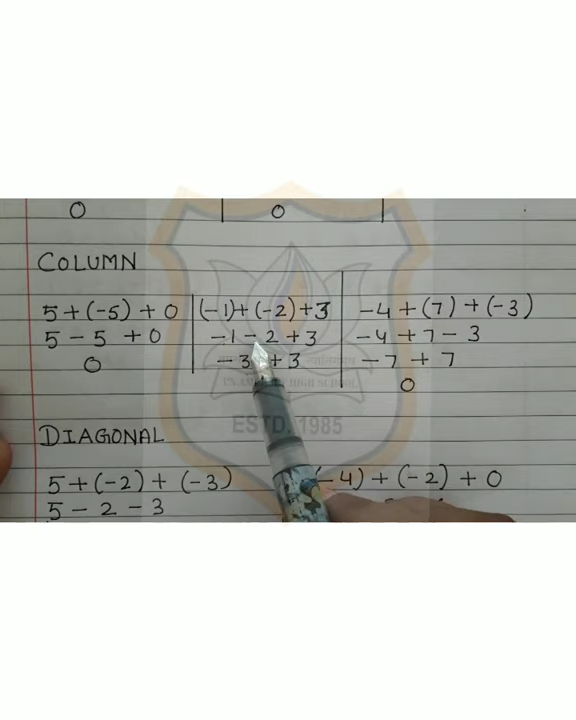 0 0
COLUMN
5+(-5)+0 (-1)+(-2)+3 -4+(7)+(-3)
5-5+0 -1-2+3 -4+7-3
0 -3+3 -7+7
0
ESTD. 1985
DIAGONAL
5+(-2)+(-3) (-4)+(-2)+0
5-2-3